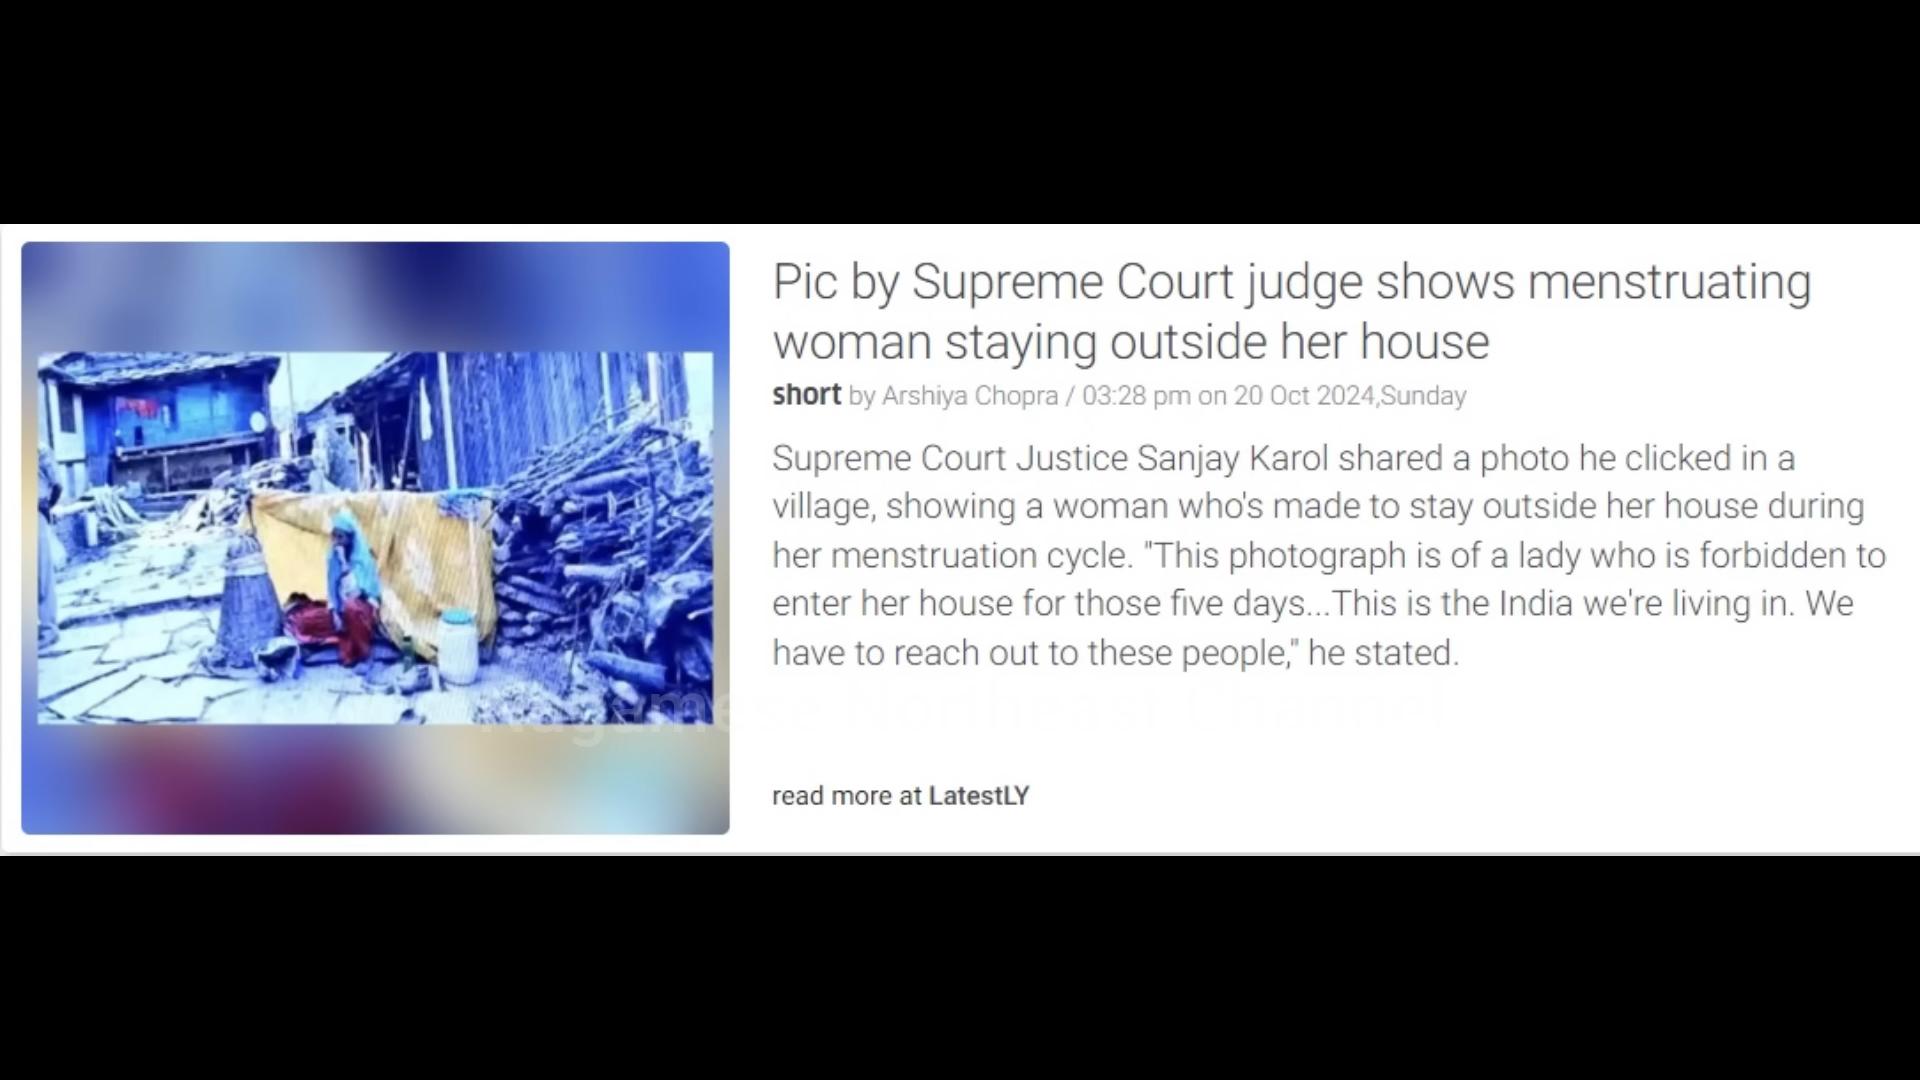 Pic by Supreme Court judge shows menstruating
woman staying outside her house
short by Arshiya Chopra / 03:28 pm on 20 Oct 2024,Sunday
Supreme Court Justice Sanjay Karol shared a photo he clicked in a
village, showing a woman who's made to stay outside her house during
her menstruation cycle. "This photograph is of a lady who is forbidden to
enter her house for those five days...This is the India we're living in. We
have to reach out to these people," he stated.
Nagamese Northeast Channel
read more at LatestLY